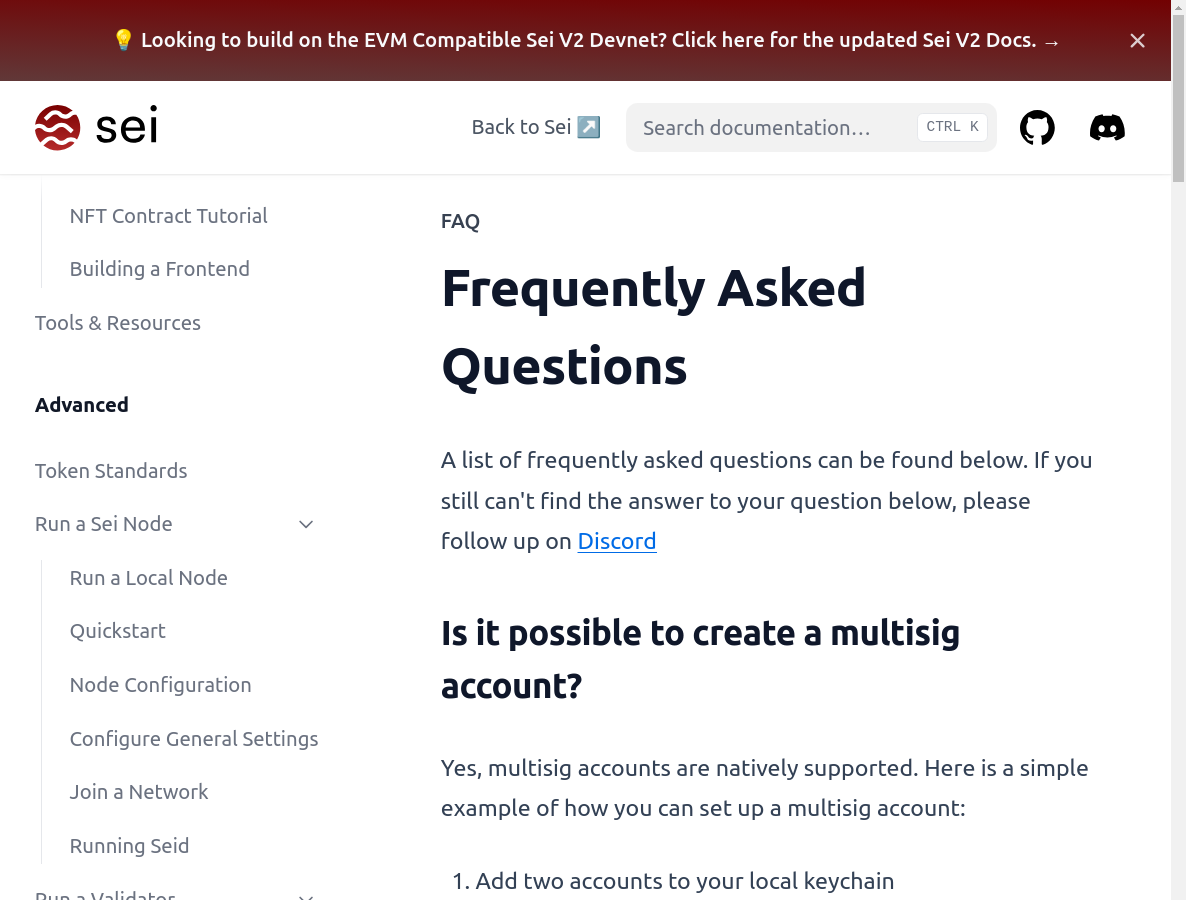 💡 Looking to build on the EVM Compatible Sei V2 Devnet? Click here for the updated Sei V2 Docs. →
sei
Back to Sei ↗️
Search documentation…
CTRL K
NFT Contract Tutorial
Building a Frontend
Tools & Resources
Advanced
Token Standards
Run a Sei Node
Run a Local Node
Quickstart
Node Configuration
Configure General Settings
Join a Network
Running Seid
Run a Validator
FAQ
Frequently Asked
Questions
A list of frequently asked questions can be found below. If you
still can't find the answer to your question below, please
follow up on Discord
Is it possible to create a multisig
account?
Yes, multisig accounts are natively supported. Here is a simple
example of how you can set up a multisig account:
1. Add two accounts to your local keychain